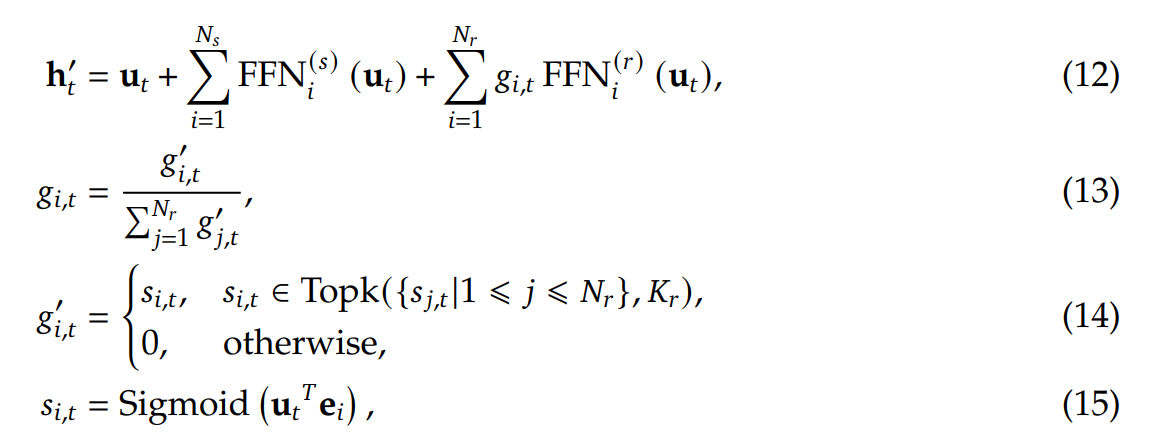 h′_t = u_t + ∑_{i=1}^{N_s} FFN_i^{(s)} (u_t) + ∑_{i=1}^{N_r} g_{i,t} FFN_i^{(r)} (u_t), (12)
g_{i,t} = g′_{i,t} / ∑_{j=1}^{N_r} g′_{j,t}, (13)
g′_{i,t} = { s_{i,t}, s_{i,t} ∈ Topk({s_{j,t}|1 ⩽ j ⩽ N_r}, K_r), (14)
0, otherwise,
s_{i,t} = Sigmoid (u_t^T e_i), (15)